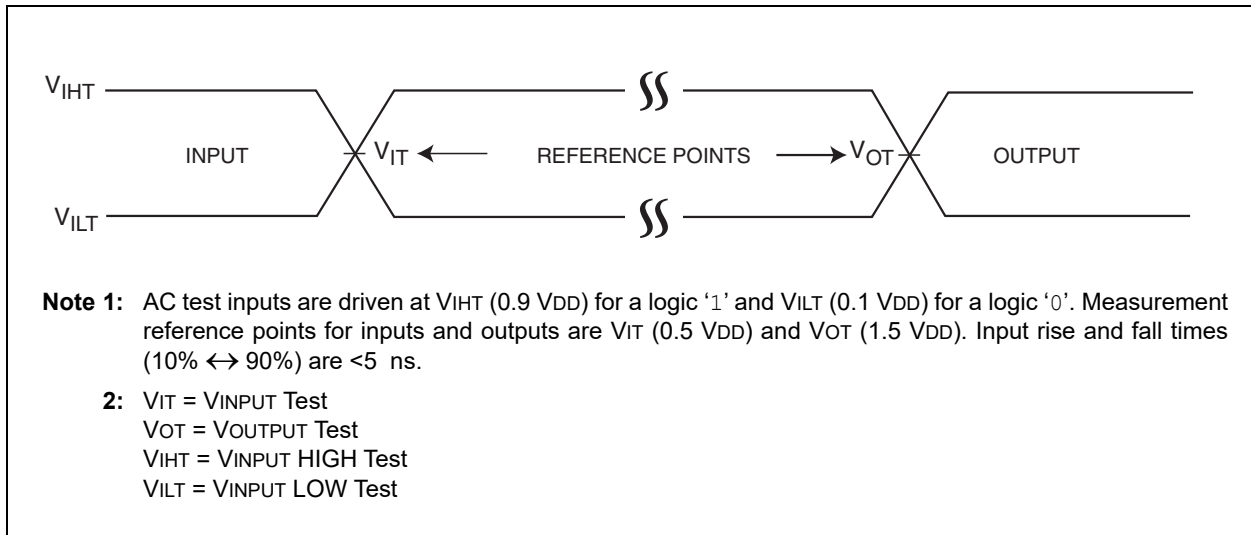 VIHT
INPUT VIT REFERENCE POINTS VOT OUTPUT
VILT
Note 1: AC test inputs are driven at VIHT (0.9 VDD) for a logic ‘1’ and VILT (0.1 VDD) for a logic ‘0’. Measurement
reference points for inputs and outputs are VIT (0.5 VDD) and VOT (1.5 VDD). Input rise and fall times
(10% ↔ 90%) are <5 ns.
2: VIT = VINPUT Test
VOT = VOUTPUT Test
VIHT = VINPUT HIGH Test
VILT = VINPUT LOW Test